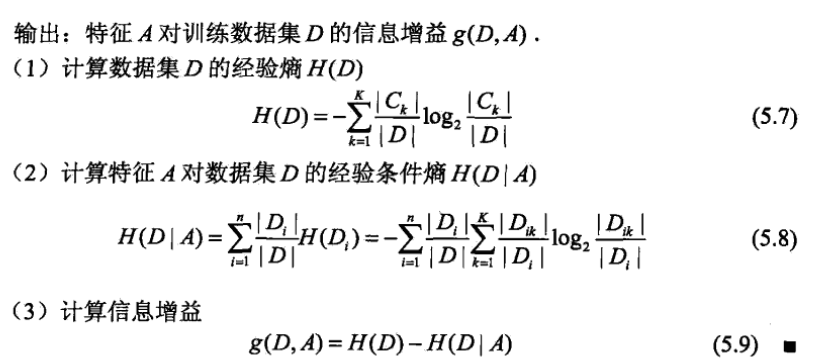 输出：特征 A 对训练数据集 D 的信息增益 g(D, A) .
（1）计算数据集 D 的经验熵 H(D)
H(D) = -\sum_{k=1}^{K} \frac{|C_k|}{|D|} \log_2 \frac{|C_k|}{|D|} (5.7)
（2）计算特征 A 对数据集 D 的经验条件熵 H(D | A)
H(D | A) = \sum_{i=1}^{n} \frac{|D_i|}{|D|} H(D_i) = -\sum_{i=1}^{n} \frac{|D_i|}{|D|} \sum_{k=1}^{K} \frac{|D_{ik}|}{|D_i|} \log_2 \frac{|D_{ik}|}{|D_i|} (5.8)
（3）计算信息增益
g(D, A) = H(D) - H(D | A) (5.9) ■